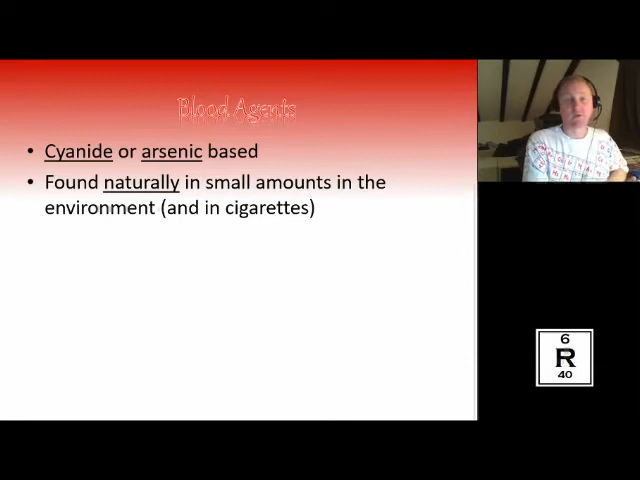 Blood Agents
• Cyanide or arsenic based
• Found naturally in small amounts in the
environment (and in cigarettes)
6
R
40